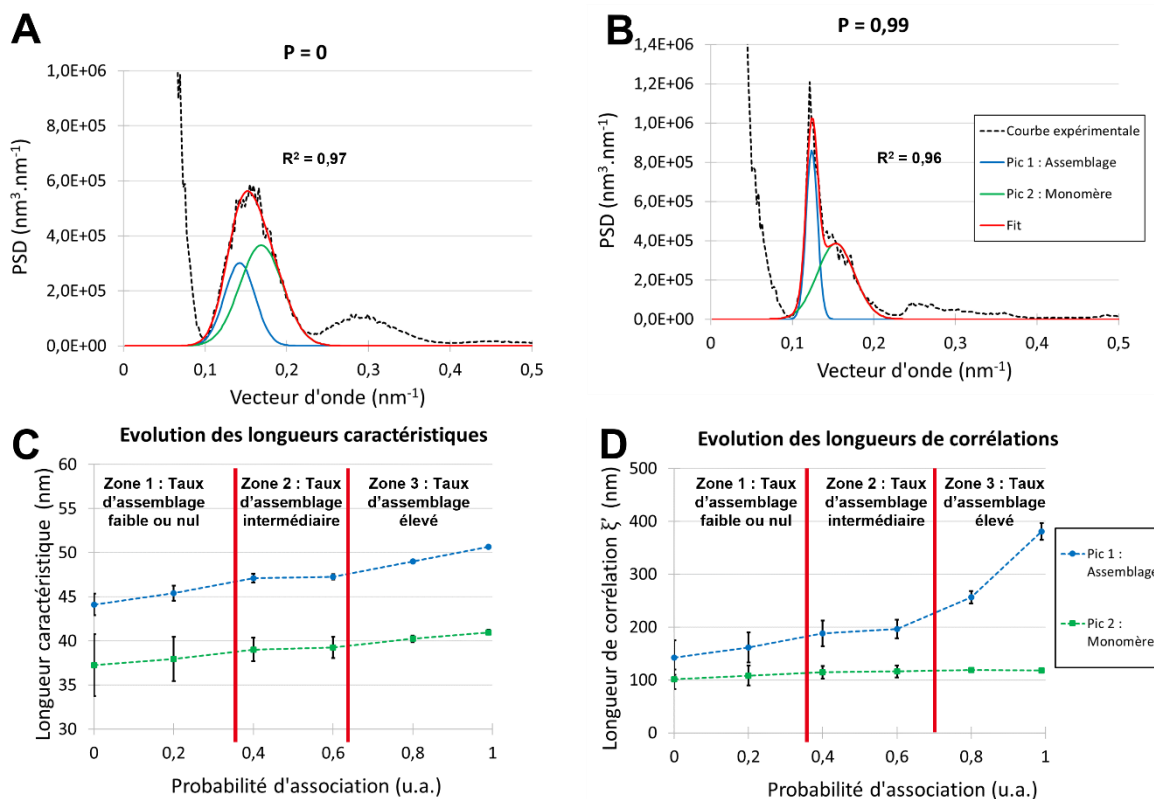 A
P = 0
1,0E+06
8,0E+05
6,0E+05
4,0E+05
2,0E+05
0,0E+00
PSD (nm³.nm⁻¹)
R² = 0,97
0
0,1
0,2
0,3
0,4
0,5
Vecteur d'onde (nm⁻¹)
B
P = 0,99
1,4E+06
1,2E+06
1,0E+06
8,0E+05
6,0E+05
4,0E+05
2,0E+05
0,0E+00
PSD (nm³.nm⁻¹)
R² = 0,96
Courbe expérimentale
Pic 1 : Assemblage
Pic 2 : Monomère
Fit
0
0,1
0,2
0,3
0,4
0,5
Vecteur d'onde (nm⁻¹)
C
Evolution des longueurs caractéristiques
60
55
50
45
40
35
30
Longueur caractéristique (nm)
Zone 1 : Taux
d'assemblage
faible ou nul
Zone 2 : Taux
d'assemblage
intermédiaire
Zone 3 : Taux
d'assemblage
élevé
0
0,2
0,4
0,6
0,8
1
Probabilité d'association (u.a.)
D
Evolution des longueurs de corrélations
500
400
300
200
100
0
Longueur de corrélation ξ'
Zone 1 : Taux
d'assemblage
faible ou nul
Zone 2 : Taux
d'assemblage
intermédiaire
Zone 3 : Taux
d'assemblage
élevé
Pic 1 :
Assemblage
Pic 2 :
Monomère
0
0,2
0,4
0,6
0,8
1
Probabilité d'association (u.a.)